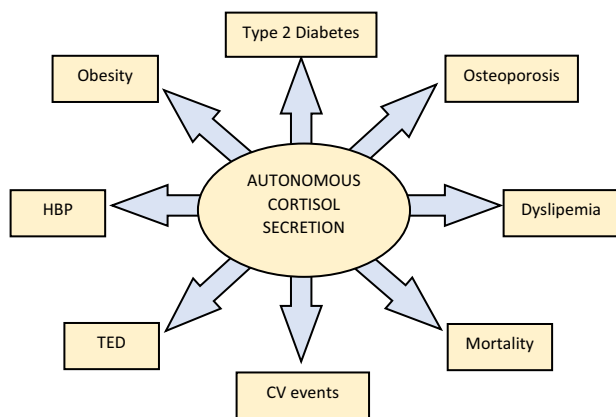 Type 2 Diabetes
Obesity
Osteoporosis
AUTONOMOUS
CORTISOL
SECRETION
HBP
Dyslipemia
TED
Mortality
CV events